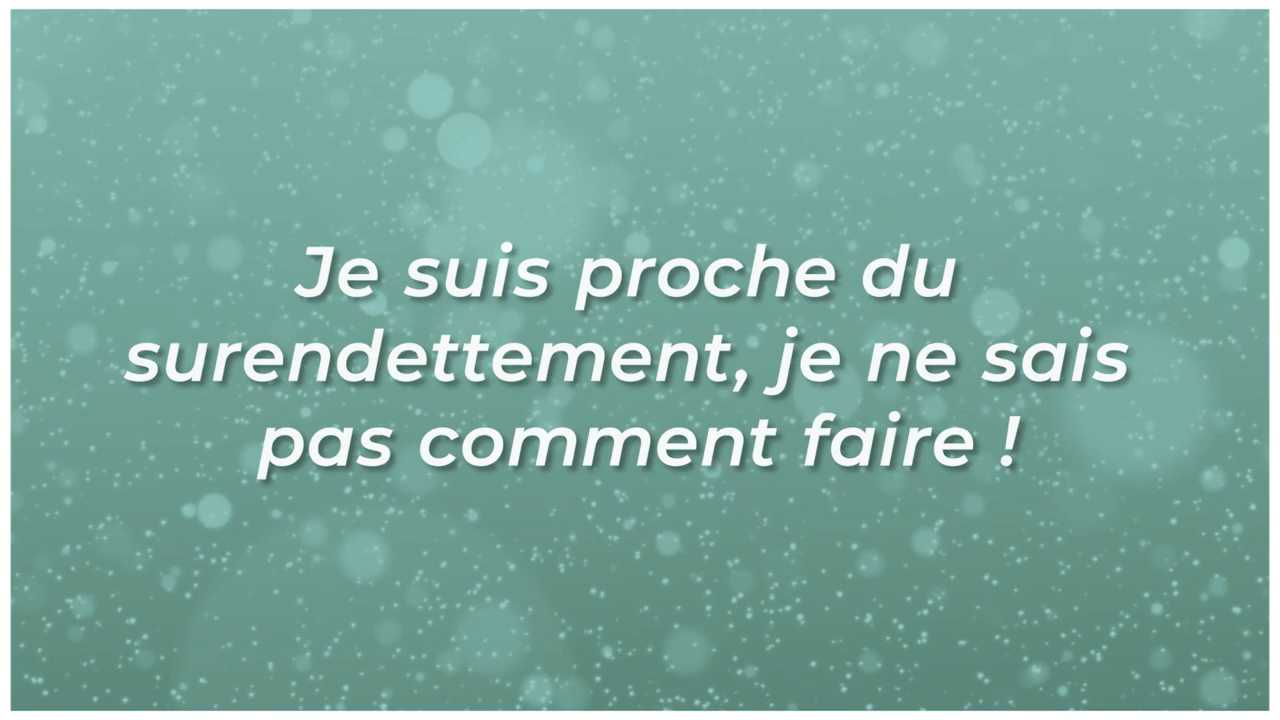 Je suis proche du
surendettement, je ne sais
pas comment faire !